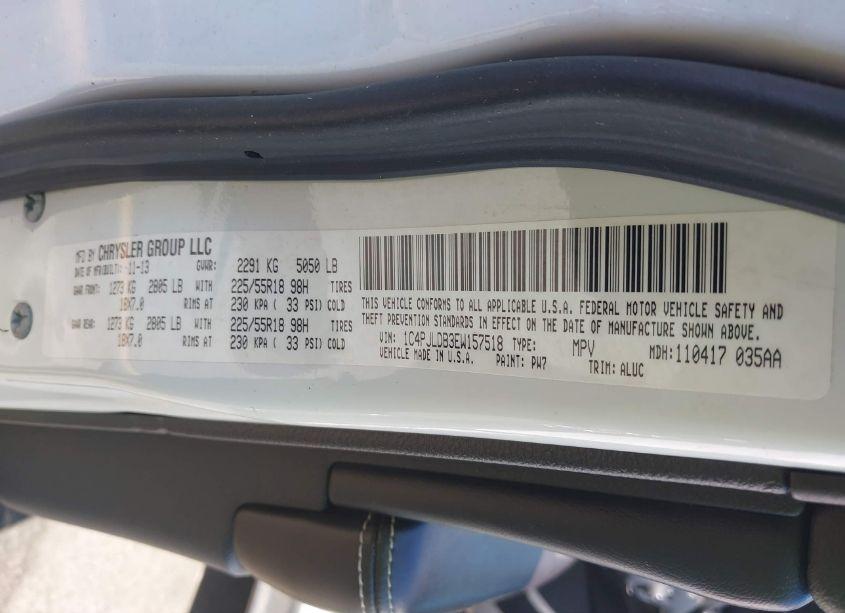 MFD BY CHRYSLER GROUP LLC
DATE OF MFR(BUILT): 11-13 GVWR: 2291 KG 5050 LB
GAWR FRONT: 1273 KG 2805 LB WITH 225/55R18 98H TIRES
18X7.0 RIMS AT 230 KPA ( 33 PSI) COLD
GAWR REAR: 1273 KG 2805 LB WITH 225/55R18 98H TIRES
18X7.0 RIMS AT 230 KPA ( 33 PSI) COLD
THIS VEHICLE CONFORMS TO ALL APPLICABLE U.S.A. FEDERAL MOTOR VEHICLE SAFETY AND
THEFT PREVENTION STANDARDS IN EFFECT ON THE DATE OF MANUFACTURE SHOWN ABOVE.
VIN: 1C4PJLDB3EW157518 TYPE: MPV MDH: 110417 035AA
VEHICLE MADE IN U.S.A. PAINT: PW7 TRIM: ALUC